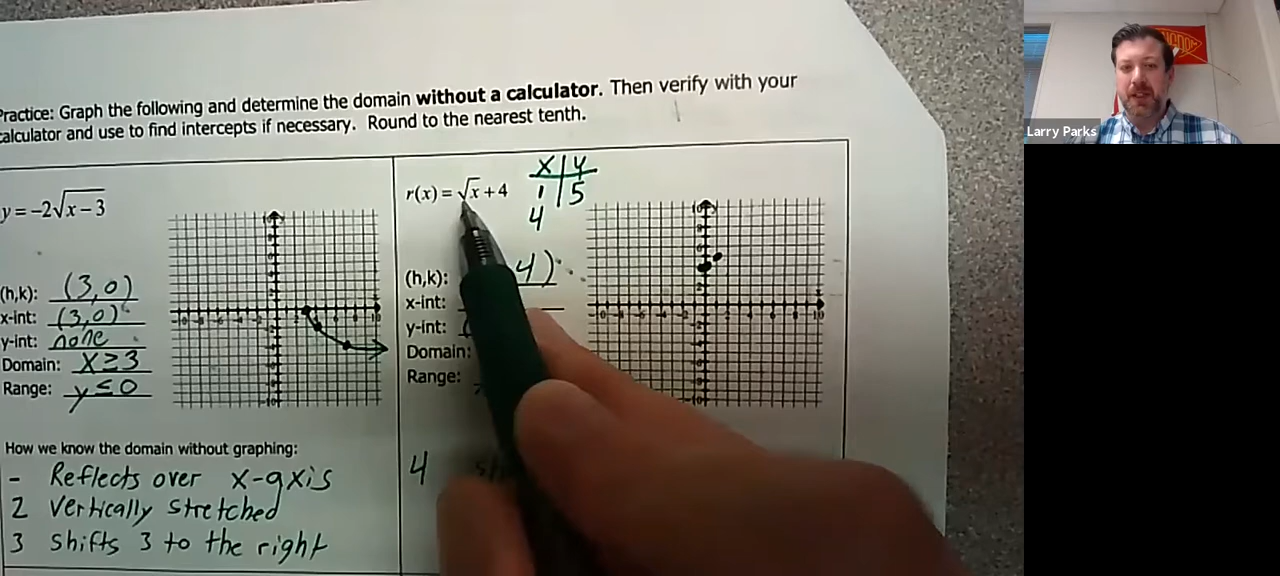 Practice: Graph the following and determine the domain without a calculator. Then verify with your
calculator and use to find intercepts if necessary. Round to the nearest tenth.
y = -2√x-3
(h,k): (3,0)
x-int: (3,0)
y-int: none
Domain: x≥3
Range: y≤0
How we know the domain without graphing:
- Reflects over x-axis
2 Vertically stretched
3 shifts 3 to the right
r(x) = √x + 4
x | y
1 | 5
4
(h,k): 4)
x-int:
y-int: (
Domain:
Range:
4
Larry Parks